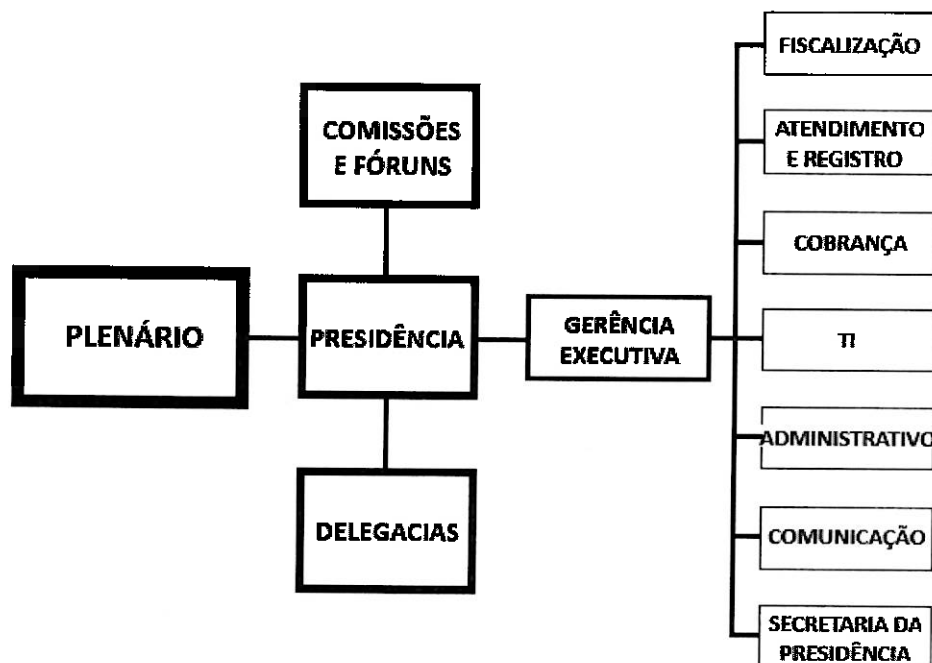 FISCALIZAÇÃO
COMISSÕES
E FÓRUNS
ATENDIMENTO
E REGISTRO
COBRANÇA
PLENÁRIO
PRESIDÊNCIA
GERÊNCIA
EXECUTIVA
TI
ADMINISTRATIVO
DELEGACIAS
COMUNICAÇÃO
SECRETARIA DA
PRESIDÊNCIA